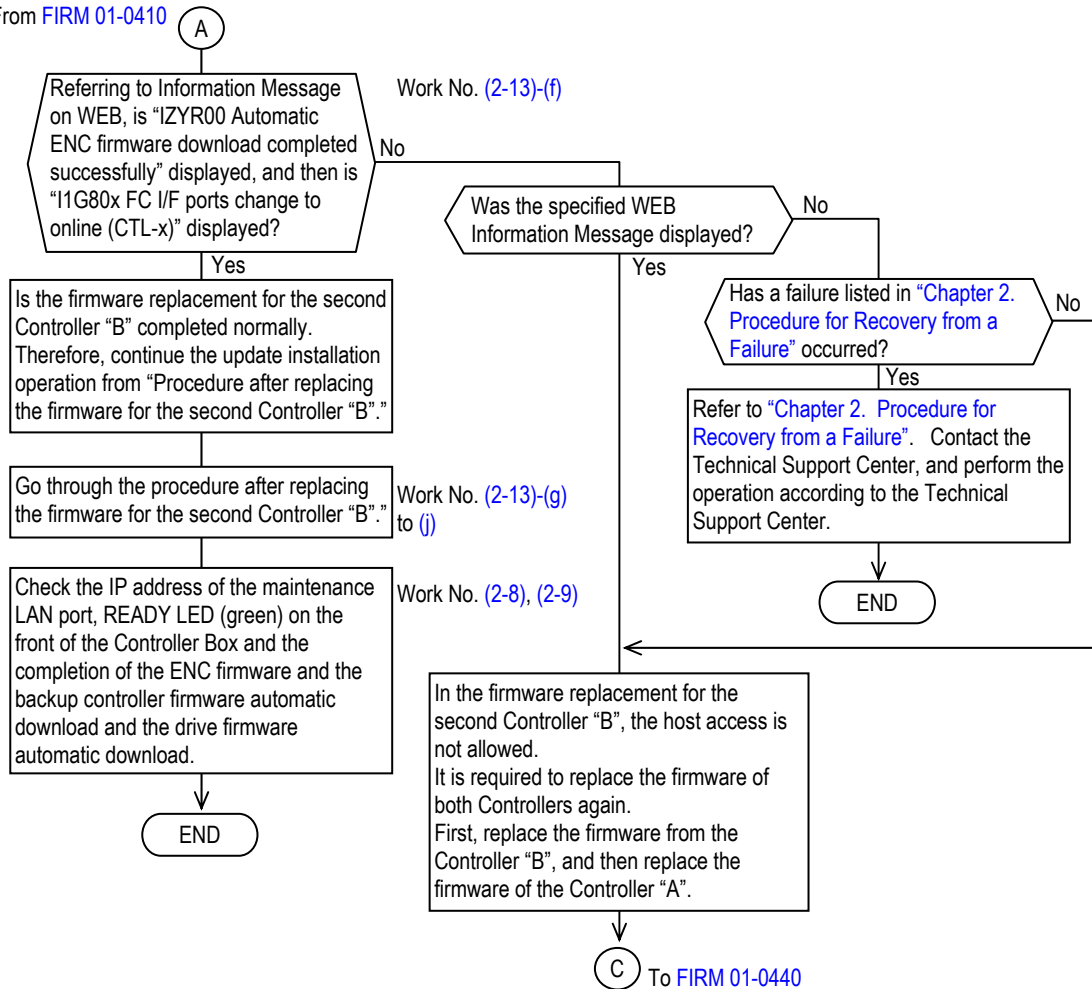 From FIRM 01-0410
A
Referring to Information Message
on WEB, is “IZYR00 Automatic
ENC firmware download completed
successfully” displayed, and then is
“I1G80x FC I/F ports change to
online (CTL-x)” displayed?
Work No. (2-13)-(f)
No
Yes
Was the specified WEB
Information Message displayed?
No
Yes
Has a failure listed in “Chapter 2.
Procedure for Recovery from a
Failure” occurred?
No
Yes
Refer to “Chapter 2. Procedure for
Recovery from a Failure”. Contact the
Technical Support Center, and perform the
operation according to the Technical
Support Center.
END
Is the firmware replacement for the second
Controller “B” completed normally.
Therefore, continue the update installation
operation from “Procedure after replacing
the firmware for the second Controller “B”.”
Go through the procedure after replacing
the firmware for the second Controller “B”.”
Work No. (2-13)-(g)
to (j)
Check the IP address of the maintenance
LAN port, READY LED (green) on the
front of the Controller Box and the
completion of the ENC firmware and the
backup controller firmware automatic
download and the drive firmware
automatic download.
Work No. (2-8), (2-9)
END
In the firmware replacement for the
second Controller “B”, the host access is
not allowed.
It is required to replace the firmware of
both Controllers again.
First, replace the firmware from the
Controller “B”, and then replace the
firmware of the Controller “A”.
C
To FIRM 01-0440